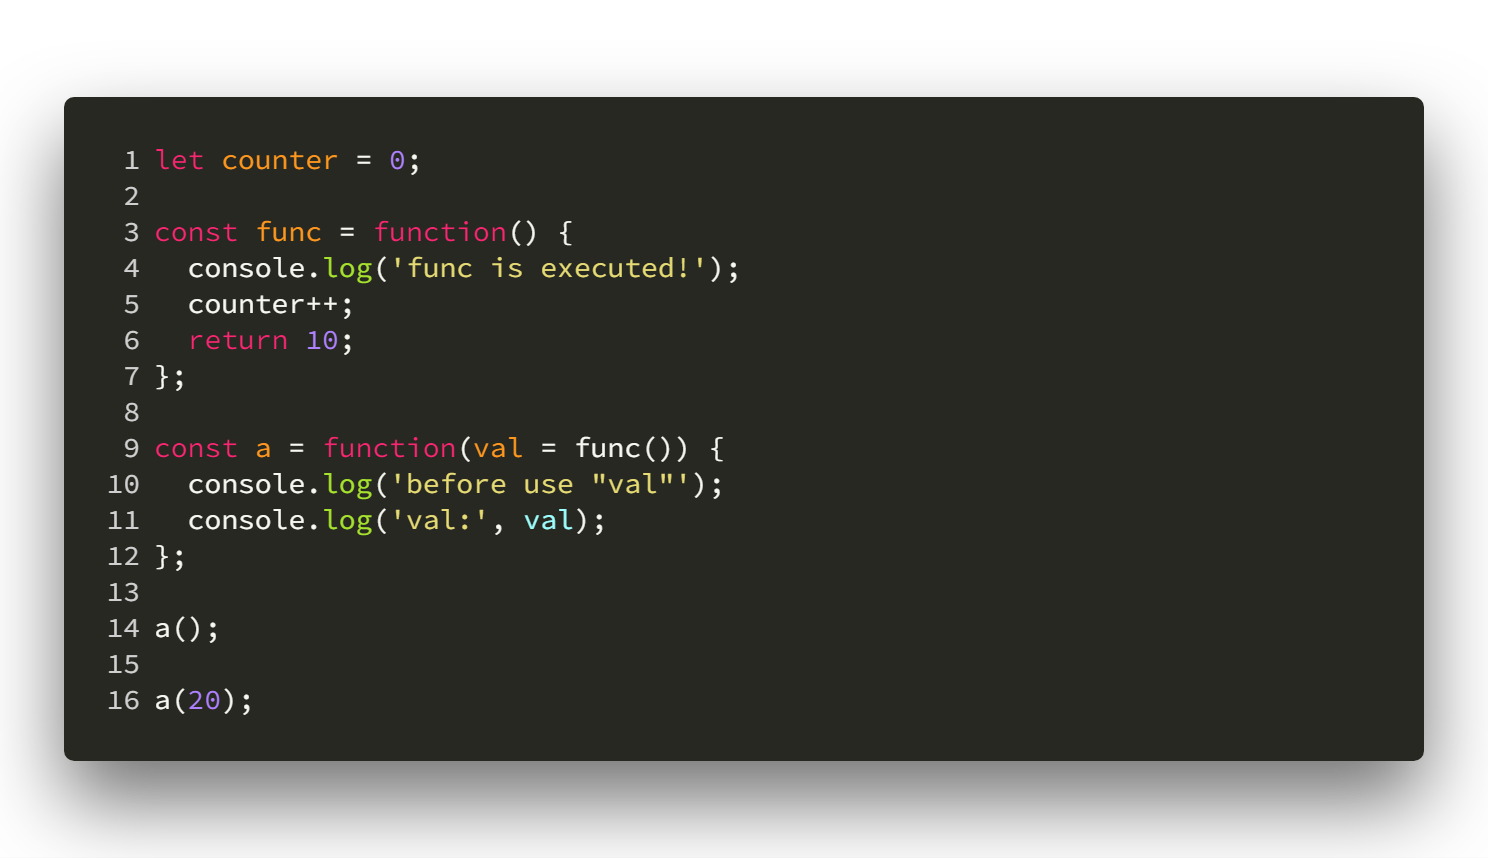 1 let counter = 0;
2
3 const func = function() {
4   console.log('func is executed!');
5   counter++;
6   return 10;
7 };
8
9 const a = function(val = func()) {
10   console.log('before use "val"');
11   console.log('val:', val);
12 };
13
14 a();
15
16 a(20);